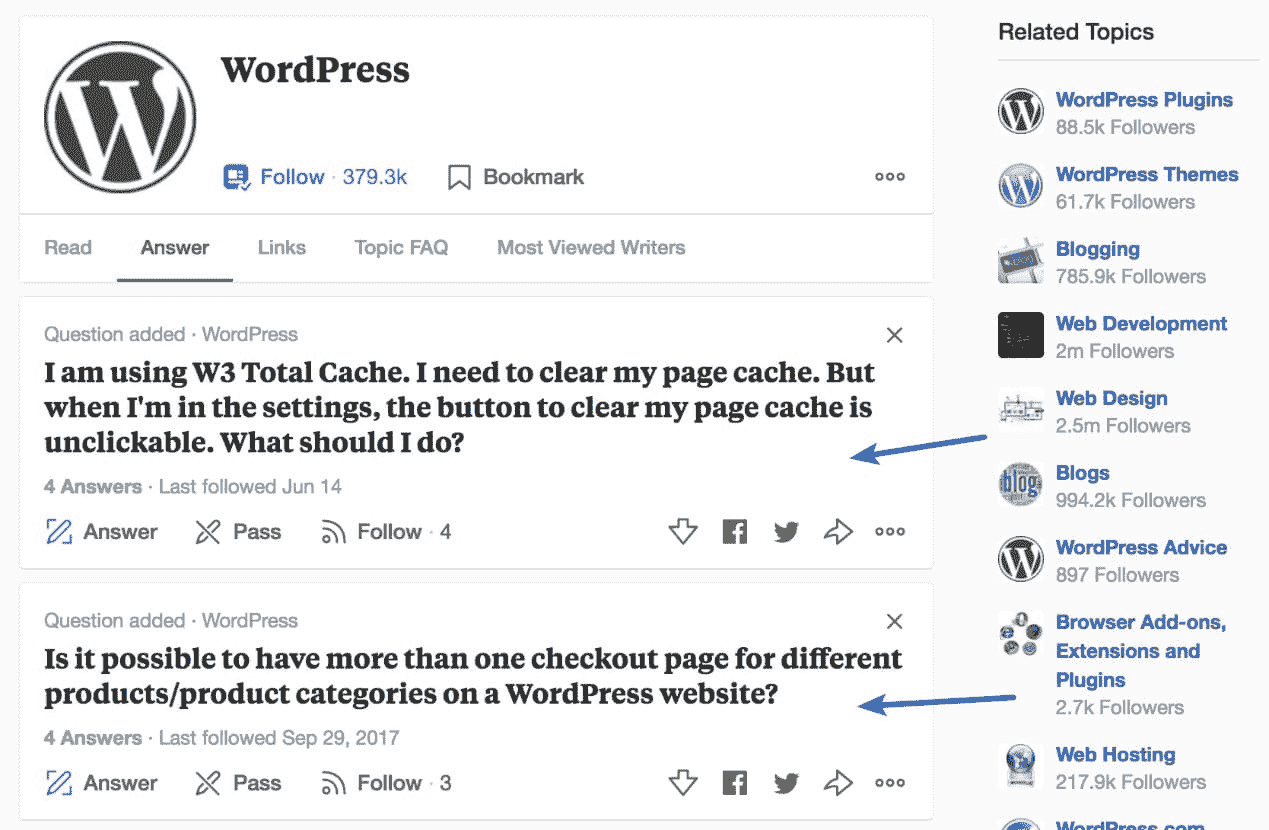 WordPress
Follow · 379.3k
Bookmark
Read
Answer
Links
Topic FAQ
Most Viewed Writers
Question added · WordPress
I am using W3 Total Cache. I need to clear my page cache. But
when I'm in the settings, the button to clear my page cache is
unclickable. What should I do?
4 Answers · Last followed Jun 14
Answer
Pass
Follow · 4
Question added · WordPress
Is it possible to have more than one checkout page for different
products/product categories on a WordPress website?
4 Answers · Last followed Sep 29, 2017
Answer
Pass
Follow · 3
Related Topics
WordPress Plugins
88.5k Followers
WordPress Themes
61.7k Followers
Blogging
785.9k Followers
Web Development
2m Followers
Web Design
2.5m Followers
blog
Blogs
994.2k Followers
WordPress Advice
897 Followers
Browser Add-ons,
Extensions and
Plugins
2.7k Followers
Web Hosting
217.9k Followers
WordPress.com